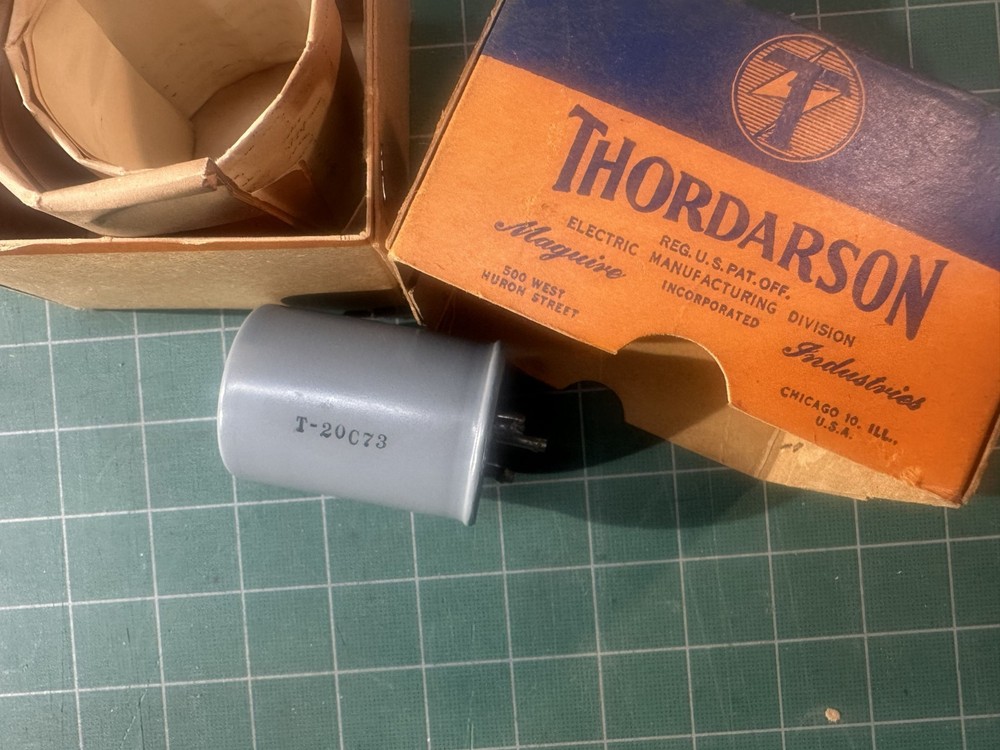 THORDARSON
REG. U. S. PAT. OFF.
ELECTRIC MANUFACTURING DIVISION
Maguire INCORPORATED Industries
500 WEST
HURON STREET
CHICAGO 10. ILL.,
U.S.A.
T-20C73